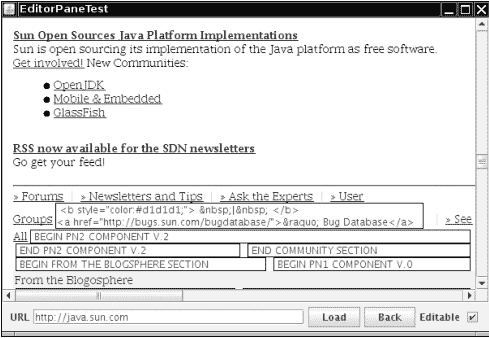 EditorPaneTest
Sun Open Sources Java Platform Implementations
Sun is open sourcing its implementation of the Java platform as free software.
Get involved! New Communities:
OpenJDK
Mobile & Embedded
GlassFish
RSS now available for the SDN newsletters
Go get your feed!
» Forums | » Newsletters and Tips | » Ask the Experts | » User
<b style="color:#d1d1d1;"> &nbsp;|&nbsp; </b>
Groups <a href="http://bugs.sun.com/bugdatabase/">&raquo; Bug Database</a> | » See
All BEGIN PN2 COMPONENT V.2
END PN2 COMPONENT V.2 END COMMUNITY SECTION
BEGIN FROM THE BLOGSPHERE SECTION BEGIN PN1 COMPONENT V.0
From the Blogosphere
URL http://java.sun.com Load Back Editable